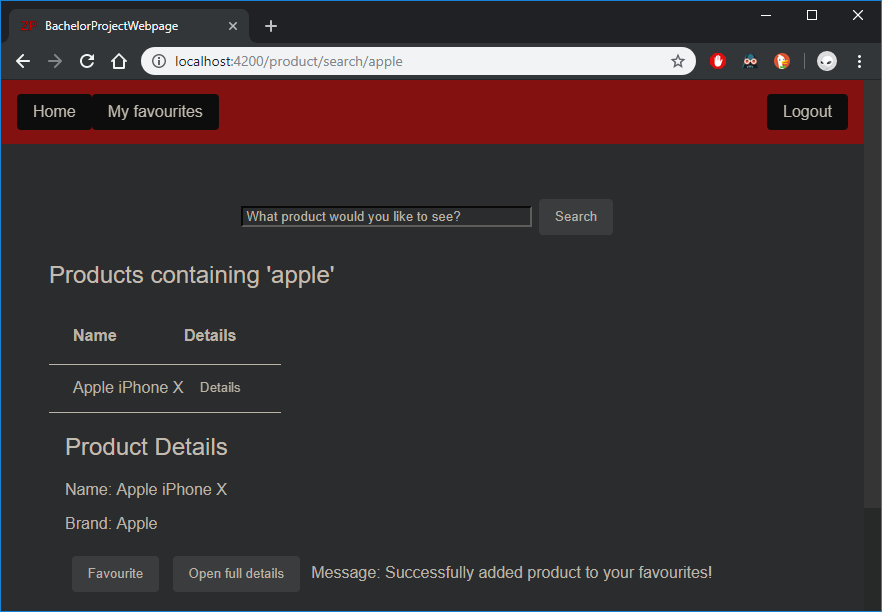 BachelorProjectWebpage
localhost:4200/product/search/apple
Home My favourites Logout
What product would you like to see? Search
Products containing 'apple'
Name Details
Apple iPhone X Details
Product Details
Name: Apple iPhone X
Brand: Apple
Favourite Open full details Message: Successfully added product to your favourites!